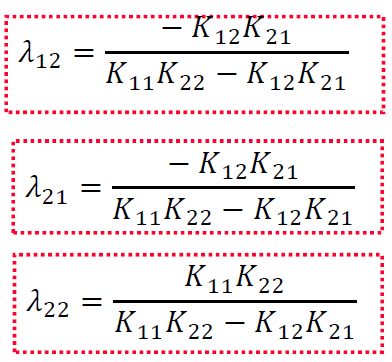 λ₁₂ = − K₁₂K₂₁ / K₁₁K₂₂ − K₁₂K₂₁
λ₂₁ = − K₁₂K₂₁ / K₁₁K₂₂ − K₁₂K₂₁
λ₂₂ = K₁₁K₂₂ / K₁₁K₂₂ − K₁₂K₂₁